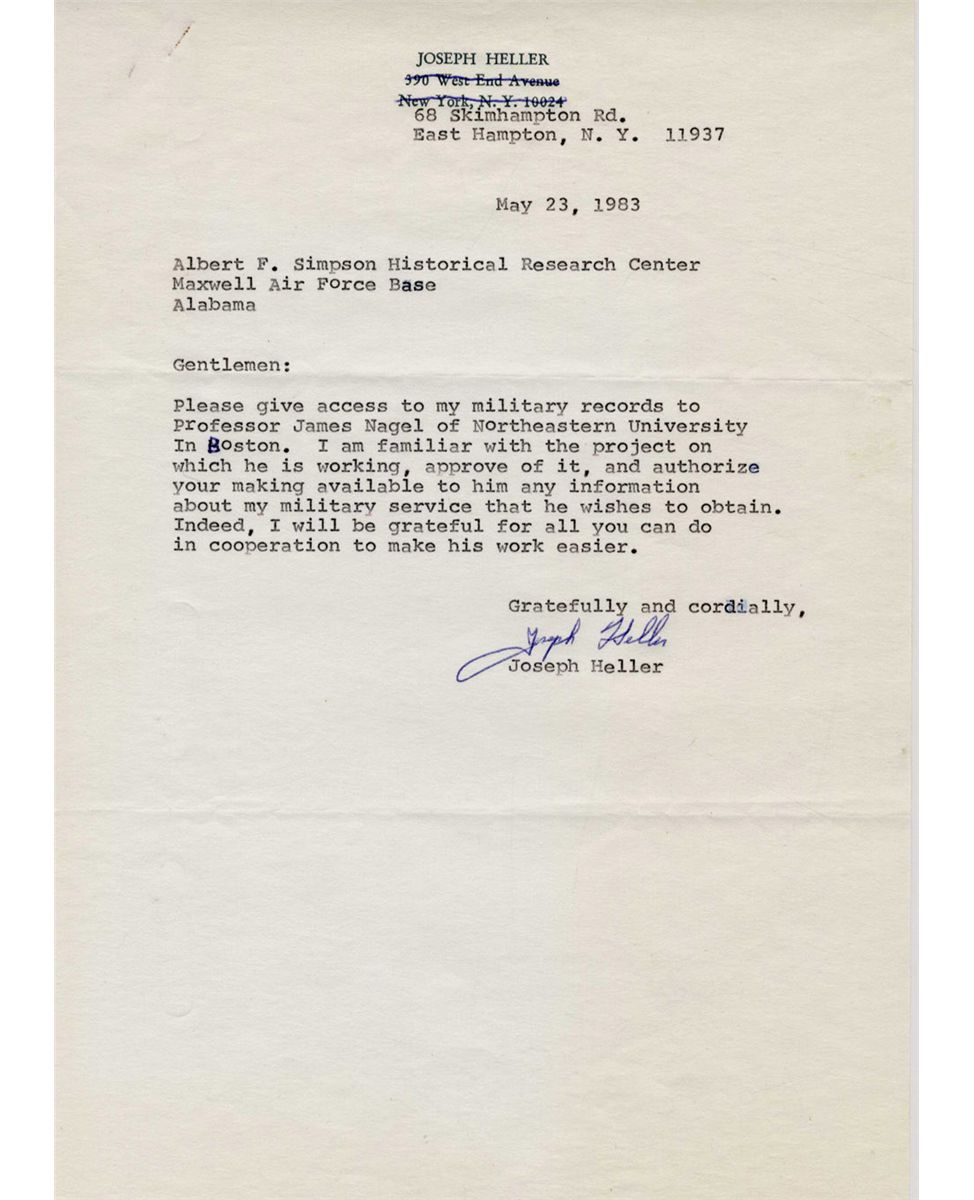 JOSEPH HELLER
390 West End Avenue
New York, N. Y. 10024
68 Skimhampton Rd.
East Hampton, N. Y. 11937
May 23, 1983
Albert F. Simpson Historical Research Center
Maxwell Air Force Base
Alabama
Gentlemen:
Please give access to my military records to
Professor James Nagel of Northeastern University
In Boston. I am familiar with the project on
which he is working, approve of it, and authorize
your making available to him any information
about my military service that he wishes to obtain.
Indeed, I will be grateful for all you can do
in cooperation to make his work easier.
Gratefully and cordially,
Joseph Heller
Joseph Heller